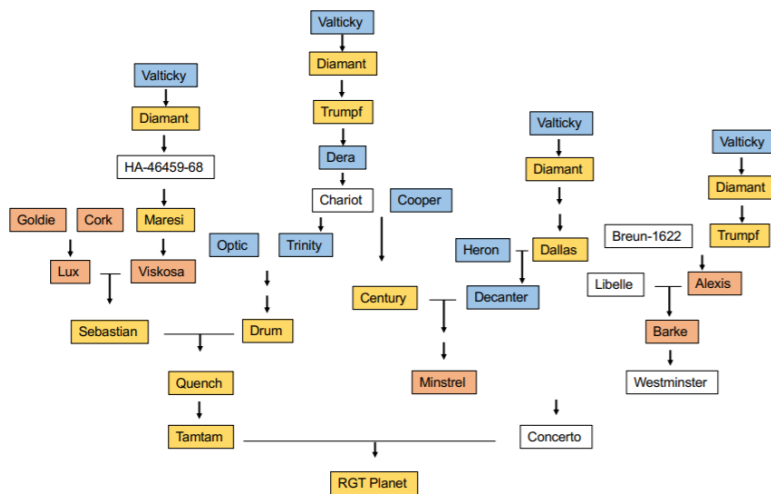 Valticky
Diamant
Trumpf
Valticky
Diamant
HA-46459-68
Dera
Valticky
Valticky
Diamant
Diamant
Chariot
Cooper
Goldie
Cork
Maresi
Optic
Trinity
Heron
Dallas
Breun-1622
Trumpf
Lux
Viskosa
Libelle
Alexis
Century
Decanter
Sebastian
Drum
Barke
Quench
Minstrel
Westminster
Tamtam
Concerto
RGT Planet